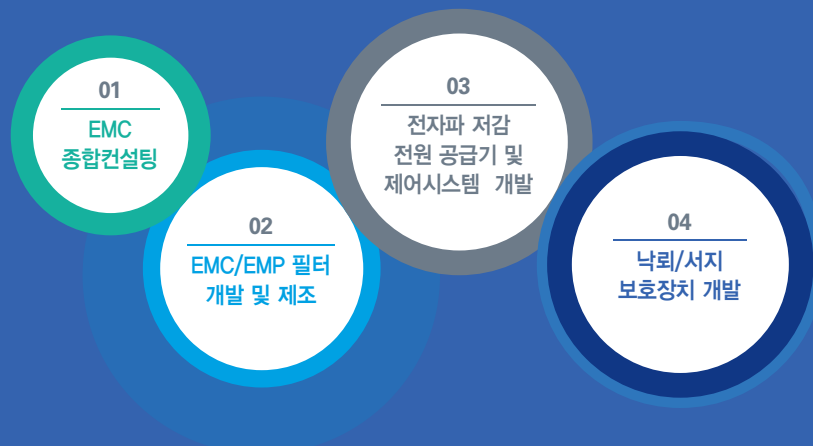 01
EMC
종합컨설팅
02
EMC/EMP 필터
개발 및 제조
03
전자파 저감
전원 공급기 및
제어시스템 개발
04
낙뢰/서지
보호장치 개발